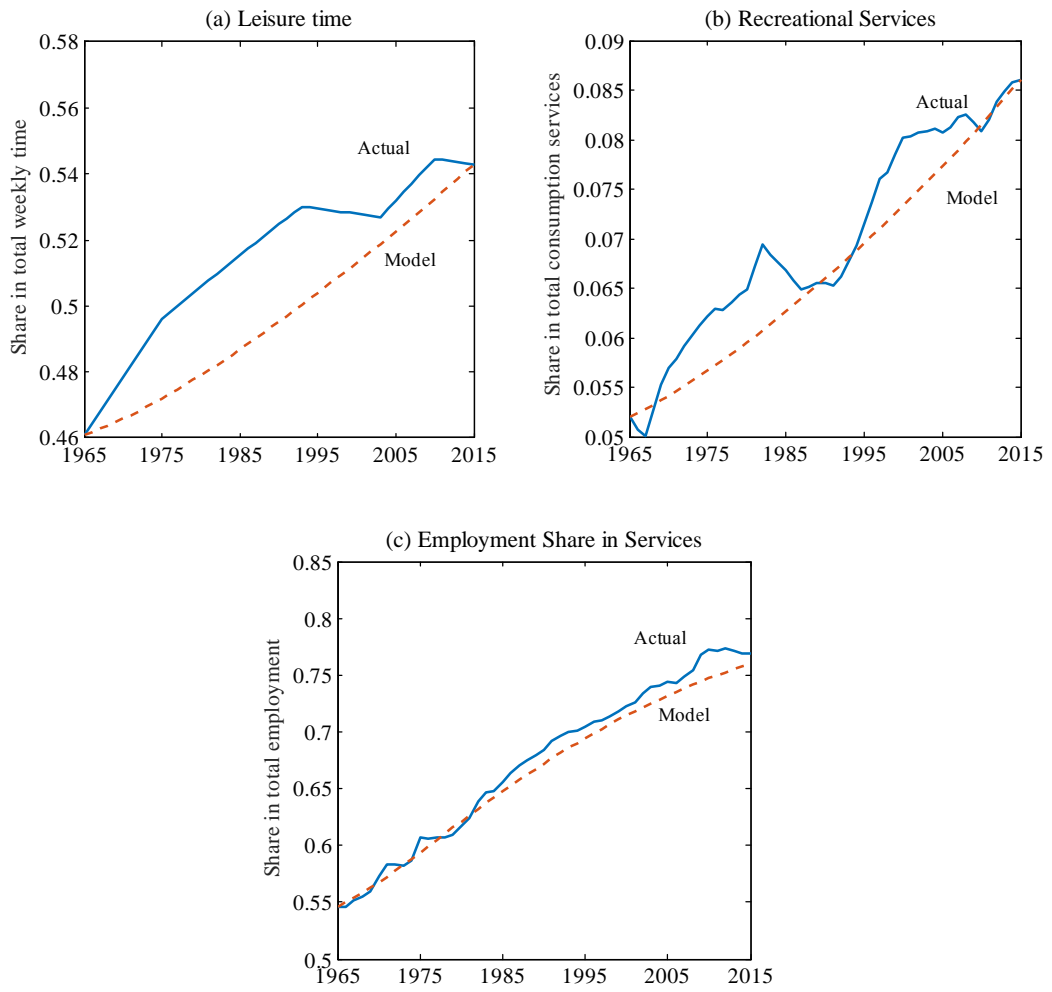 (a) Leisure time
0.58
0.56
0.54
0.52
0.5
0.48
0.46
Share in total weekly time
Actual
Model
1965 1975 1985 1995 2005 2015
(b) Recreational Services
0.09
0.085
0.08
0.075
0.07
0.065
0.06
0.055
0.05
Share in total consumption services
Actual
Model
1965 1975 1985 1995 2005 2015
(c) Employment Share in Services
0.85
0.8
0.75
0.7
0.65
0.6
0.55
0.5
Share in total employment
Actual
Model
1965 1975 1985 1995 2005 2015